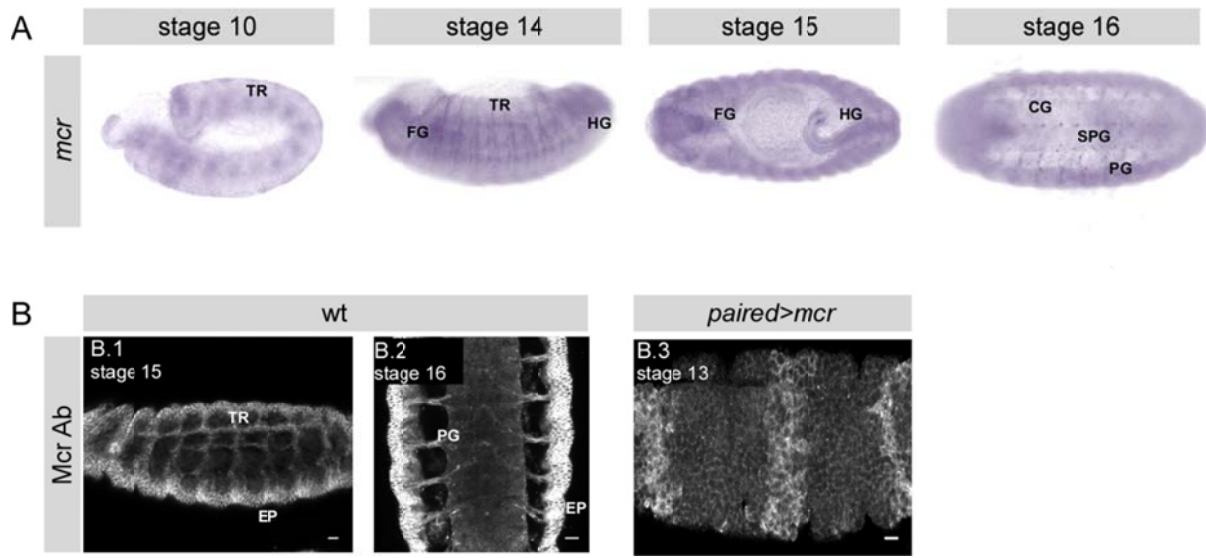 A
stage 10
stage 14
stage 15
stage 16
mcr
TR
FG
TR
HG
FG
HG
CG
SPG
PG
B
wt
paired>mcr
Mcr Ab
B.1
stage 15
TR
EP
B.2
stage 16
PG
EP
B.3
stage 13